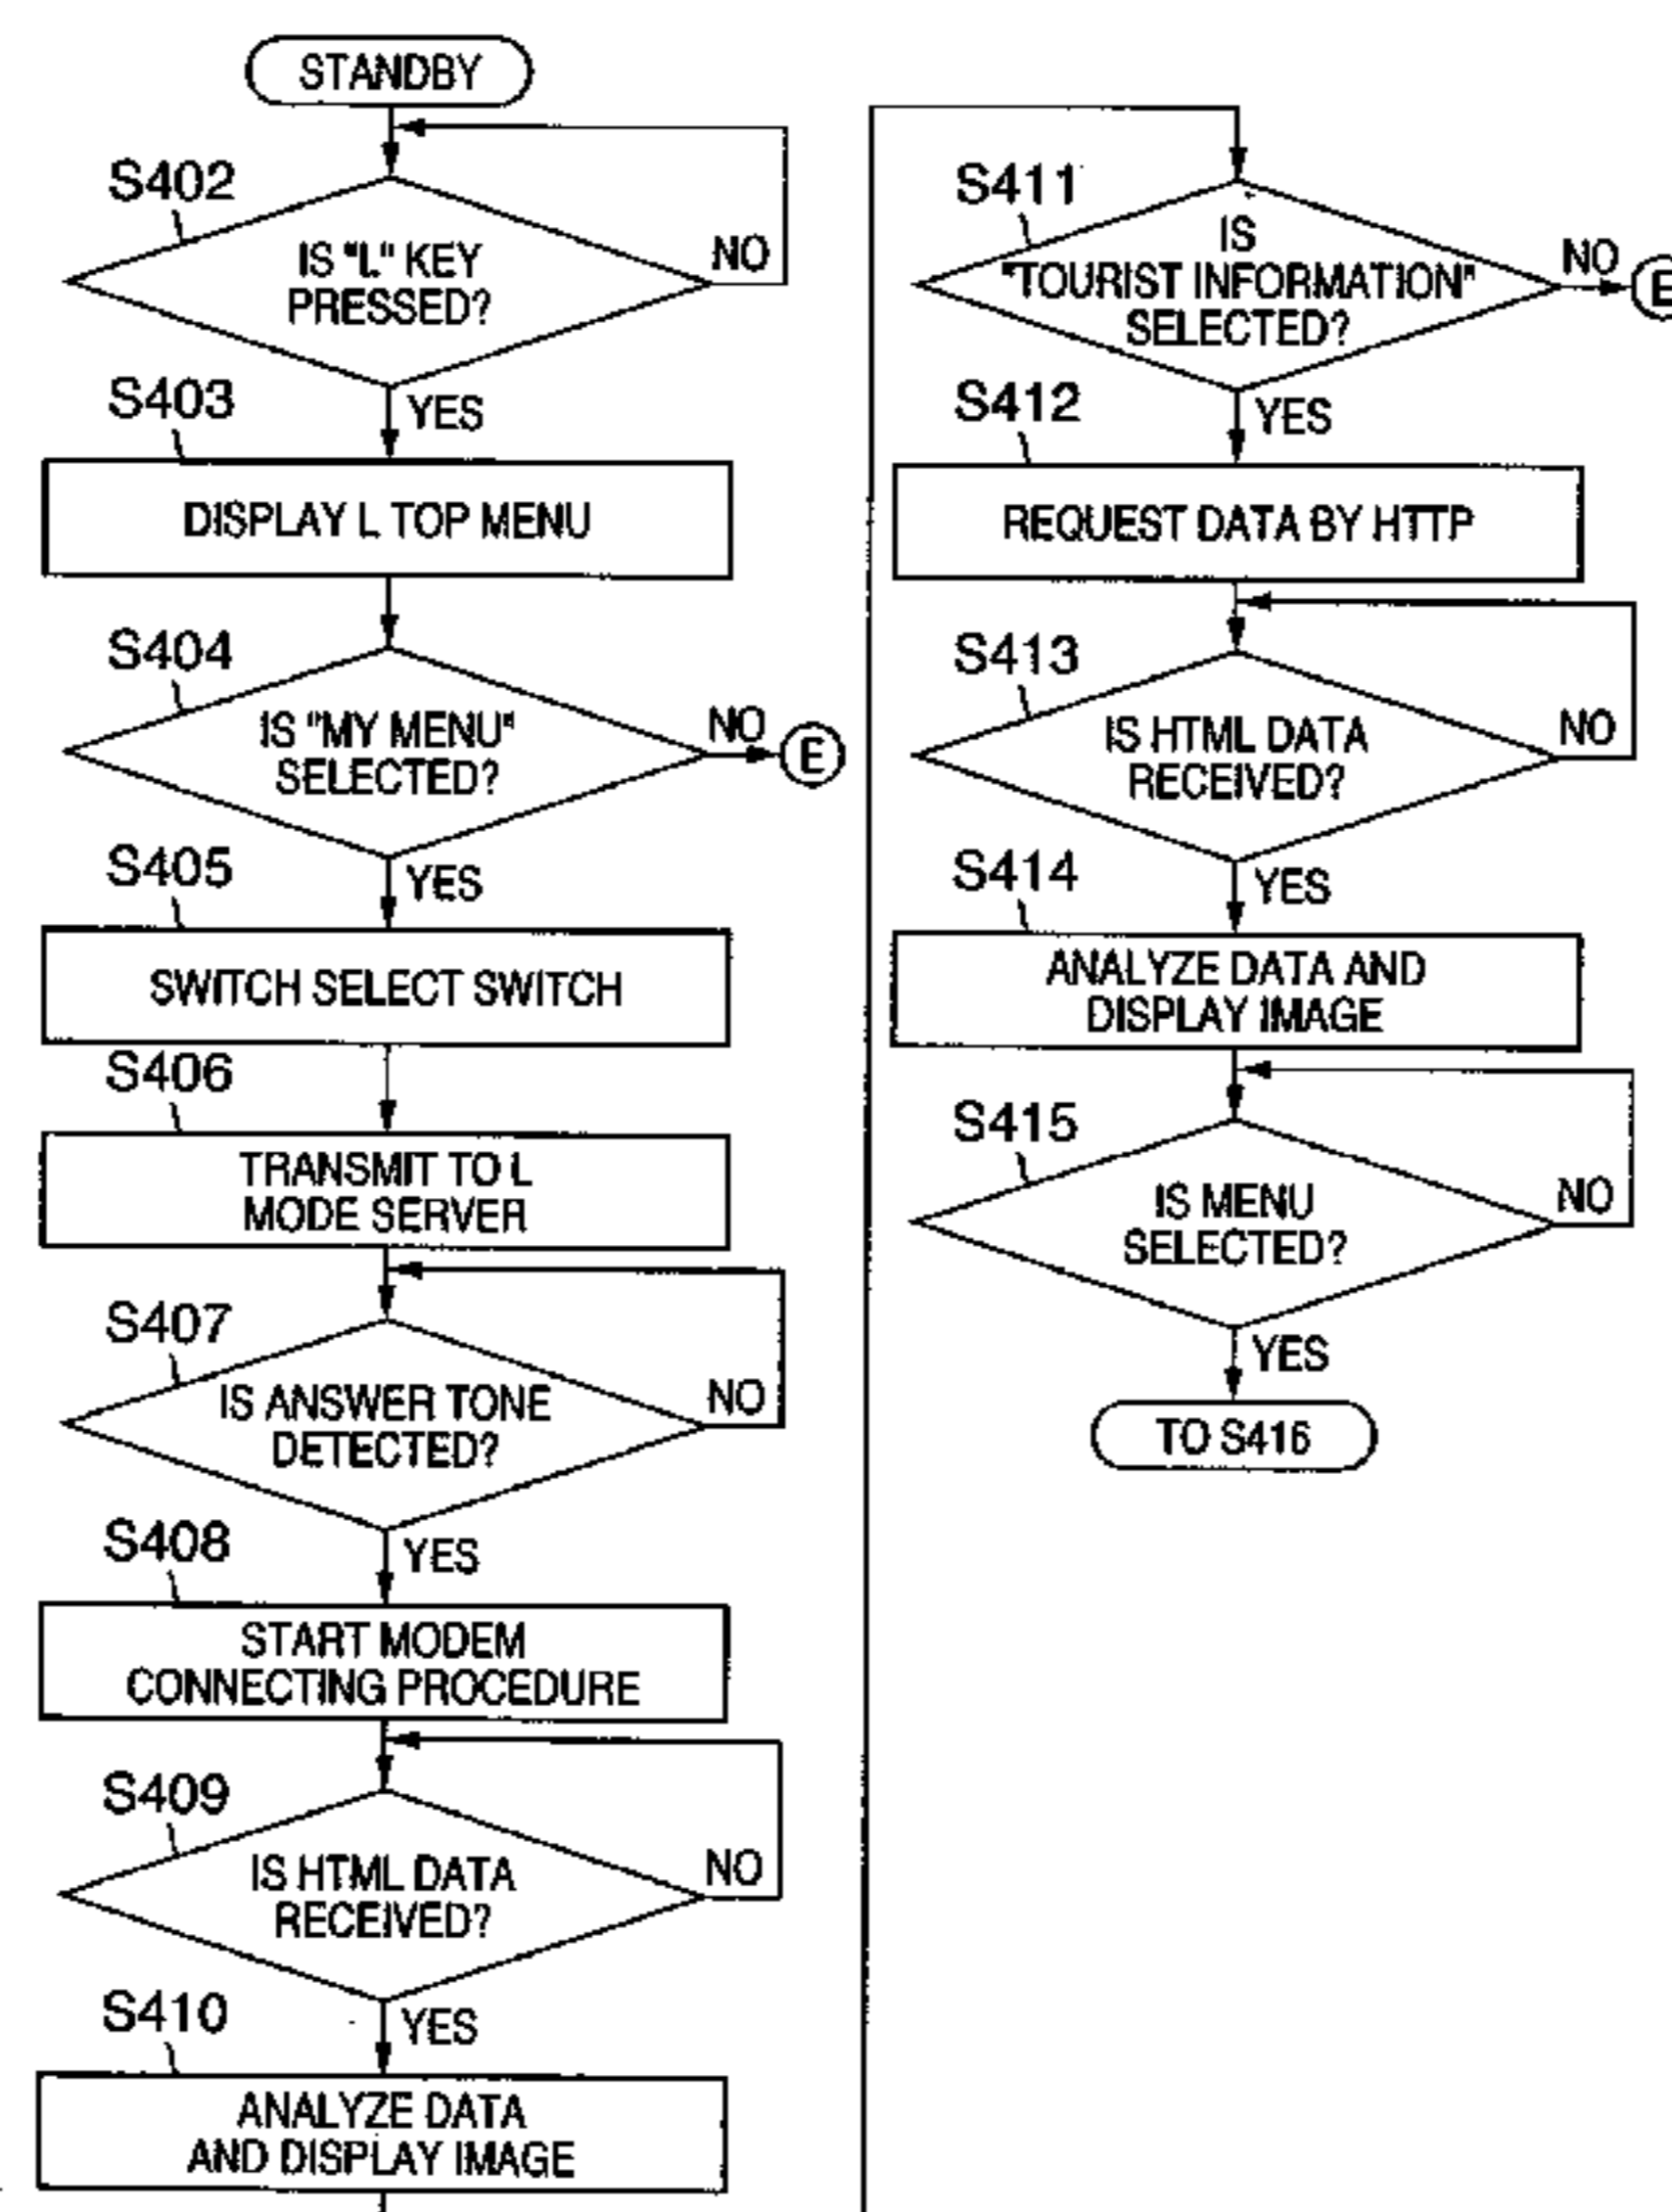 STANDBY
S402
IS "L" KEY
PRESSED?
NO
YES
S403
DISPLAY L TOP MENU
S404
IS "MY MENU"
SELECTED?
NO
E
YES
S405
SWITCH SELECT SWITCH
S406
TRANSMIT TO L
MODE SERVER
S407
IS ANSWER TONE
DETECTED?
NO
YES
S408
START MODEM
CONNECTING PROCEDURE
S409
IS HTML DATA
RECEIVED?
NO
YES
S410
ANALYZE DATA
AND DISPLAY IMAGE
S411
IS
"TOURIST INFORMATION"
SELECTED?
NO
E
YES
S412
REQUEST DATA BY HTTP
S413
IS HTML DATA
RECEIVED?
NO
YES
S414
ANALYZE DATA AND
DISPLAY IMAGE
S415
IS MENU
SELECTED?
NO
YES
TO S416